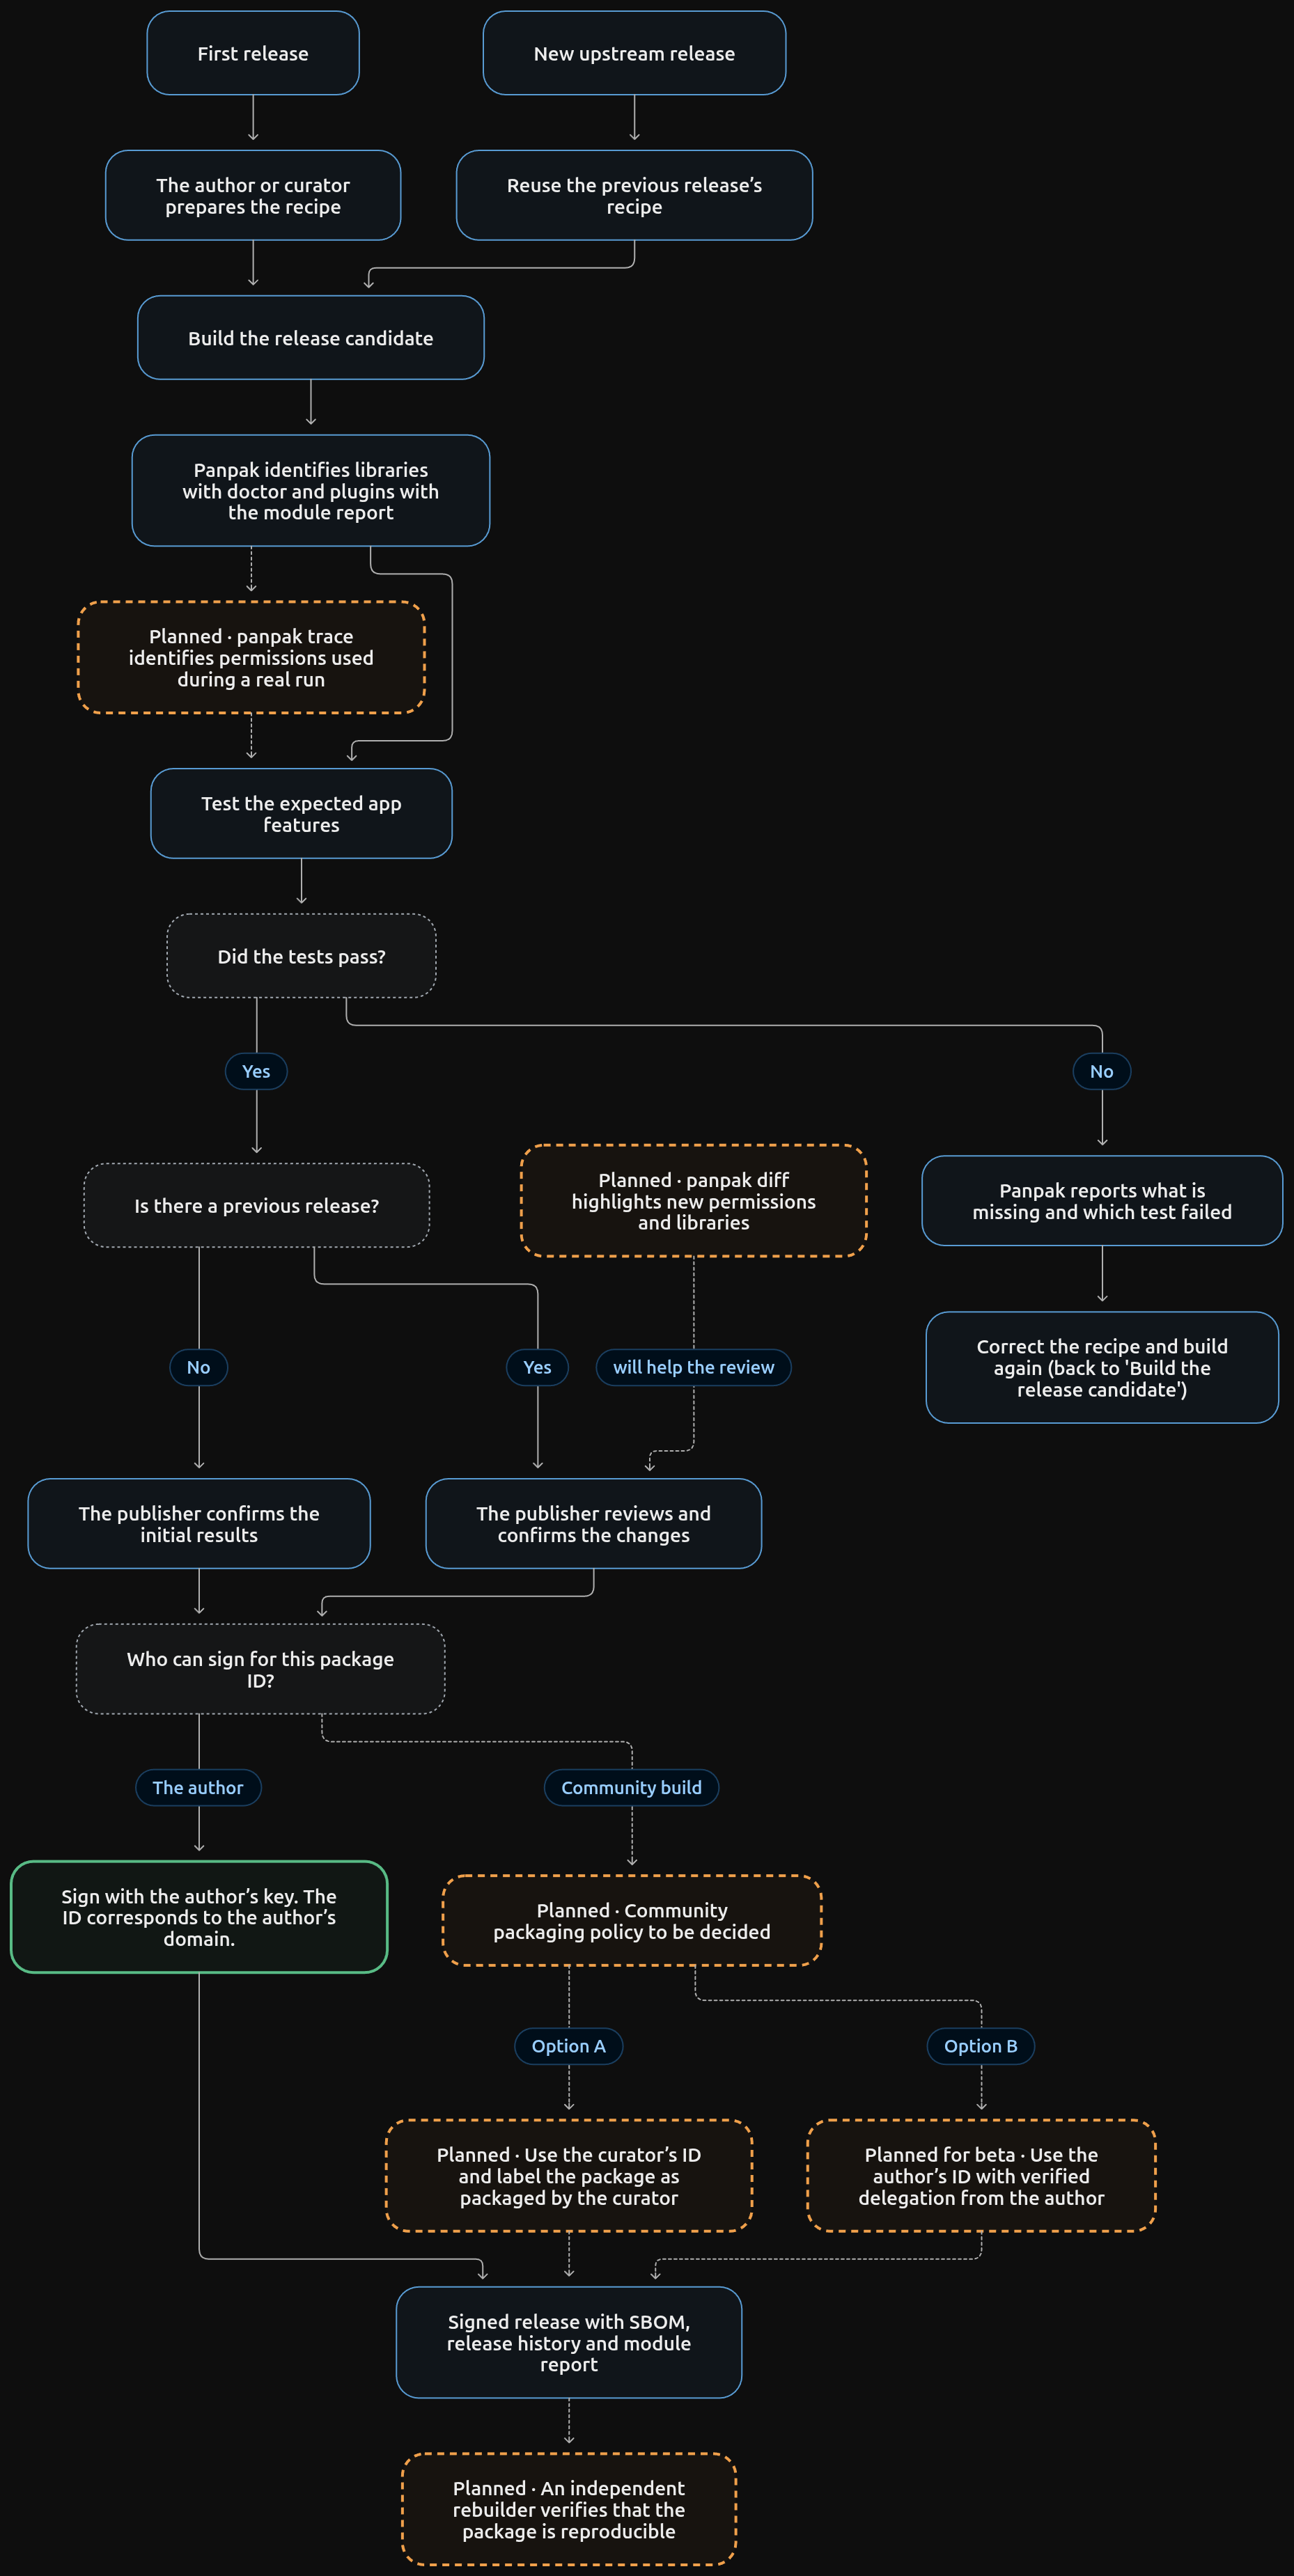 First release
New upstream release
The author or curator
prepares the recipe
Reuse the previous release’s
recipe
Build the release candidate
Panpak identifies libraries
with doctor and plugins with
the module report
Planned · panpak trace
identifies permissions used
during a real run
Test the expected app
features
Did the tests pass?
Yes
No
Is there a previous release?
Planned · panpak diff
highlights new permissions
and libraries
Panpak reports what is
missing and which test failed
No
Yes
will help the review
Correct the recipe and build
again (back to 'Build the
release candidate')
The publisher confirms the
initial results
The publisher reviews and
confirms the changes
Who can sign for this package
ID?
The author
Community build
Sign with the author’s key. The
ID corresponds to the author’s
domain.
Planned · Community
packaging policy to be decided
Option A
Option B
Planned · Use the curator’s ID
and label the package as
packaged by the curator
Planned for beta · Use the
author’s ID with verified
delegation from the author
Signed release with SBOM,
release history and module
report
Planned · An independent
rebuilder verifies that the
package is reproducible